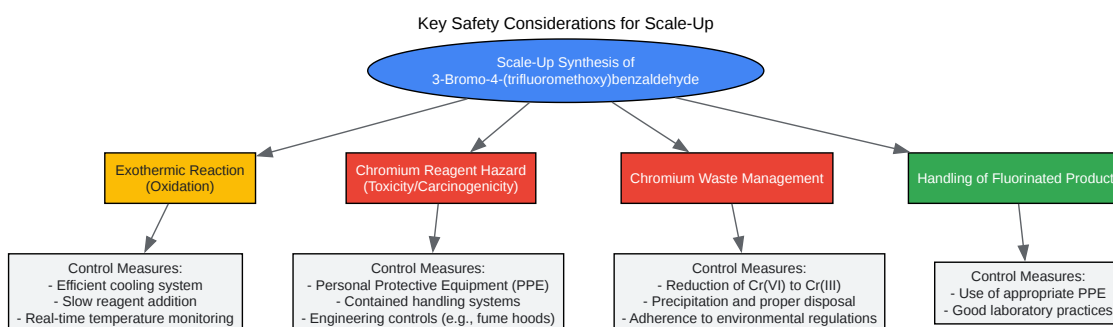 Key Safety Considerations for Scale-Up
Scale-Up Synthesis of
3-Bromo-4-(trifluoromethoxy)benzaldehyde
Exothermic Reaction
(Oxidation)
Chromium Reagent Hazard
(Toxicity/Carcinogenicity)
Chromium Waste Management
Handling of Fluorinated Product
Control Measures:
- Efficient cooling system
- Slow reagent addition
- Real-time temperature monitoring
Control Measures:
- Personal Protective Equipment (PPE)
- Contained handling systems
- Engineering controls (e.g., fume hoods)
Control Measures:
- Reduction of Cr(VI) to Cr(III)
- Precipitation and proper disposal
- Adherence to environmental regulations
Control Measures:
- Use of appropriate PPE
- Good laboratory practices